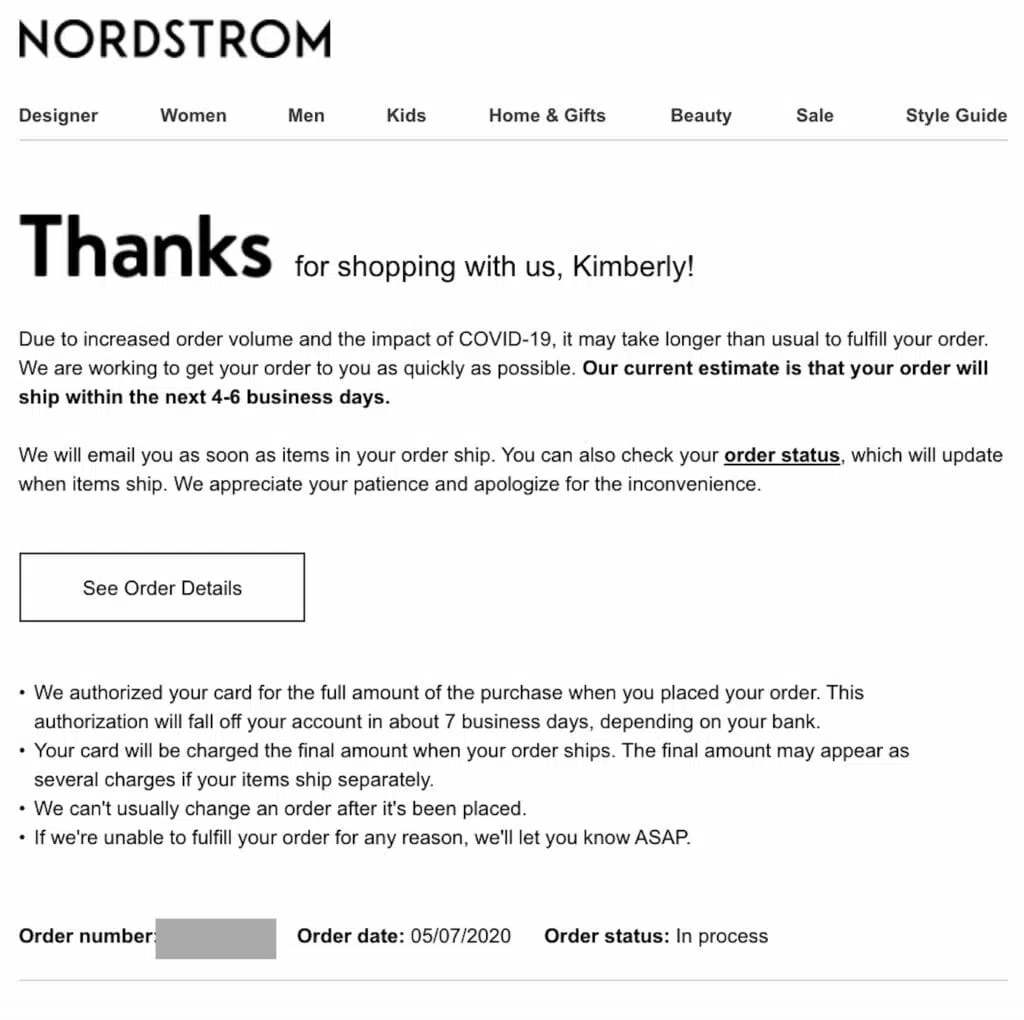 NORDSTROM
Designer Women Men Kids Home & Gifts Beauty Sale Style Guide
Thanks for shopping with us, Kimberly!
Due to increased order volume and the impact of COVID-19, it may take longer than usual to fulfill your order.
We are working to get your order to you as quickly as possible. Our current estimate is that your order will
ship within the next 4-6 business days.
We will email you as soon as items in your order ship. You can also check your order status, which will update
when items ship. We appreciate your patience and apologize for the inconvenience.
See Order Details
• We authorized your card for the full amount of the purchase when you placed your order. This
authorization will fall off your account in about 7 business days, depending on your bank.
• Your card will be charged the final amount when your order ships. The final amount may appear as
several charges if your items ship separately.
• We can't usually change an order after it's been placed.
• If we're unable to fulfill your order for any reason, we'll let you know ASAP.
Order number: Order date: 05/07/2020 Order status: In process